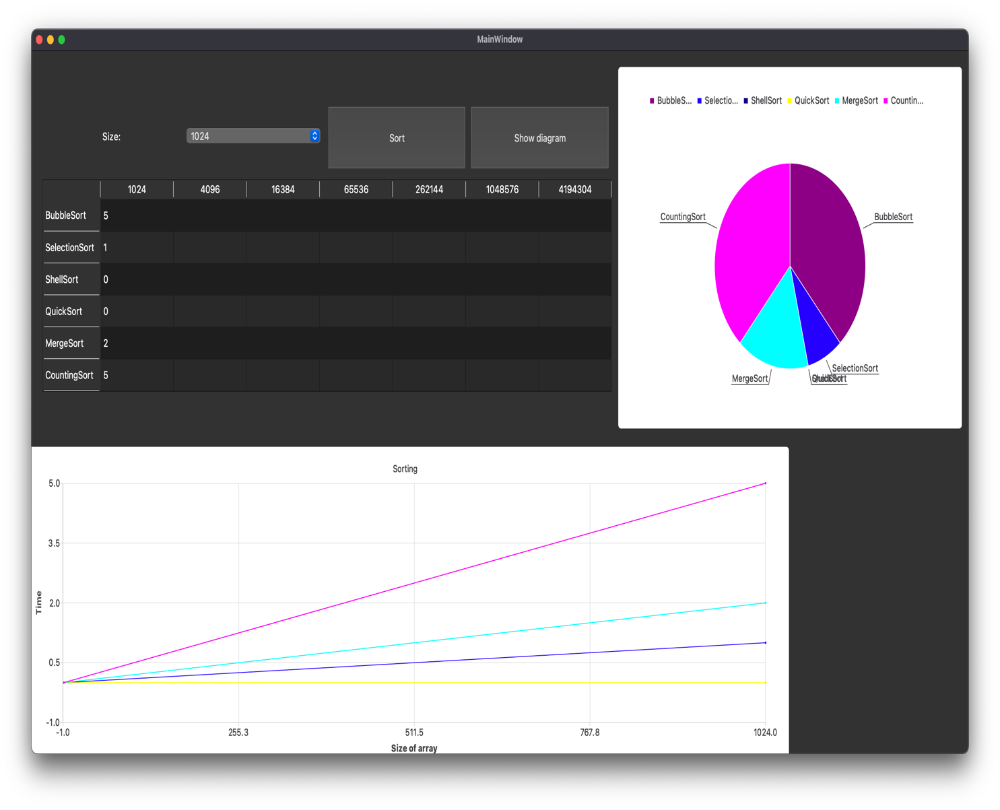 MainWindow
Size:
1024
Sort
Show diagram
1024 4096 16384 65536 262144 1048576 4194304
BubbleSort 5
SelectionSort 1
ShellSort 0
QuickSort 0
MergeSort 2
CountingSort 5
BubbleS... Selectio... ShellSort QuickSort MergeSort Countin...
CountingSort
BubbleSort
SelectionSort
MergeSort
Sorting
5.0
3.5
2.0
0.5
-1.0
Time
-1.0 255.3 511.5 767.8 1024.0
Size of array